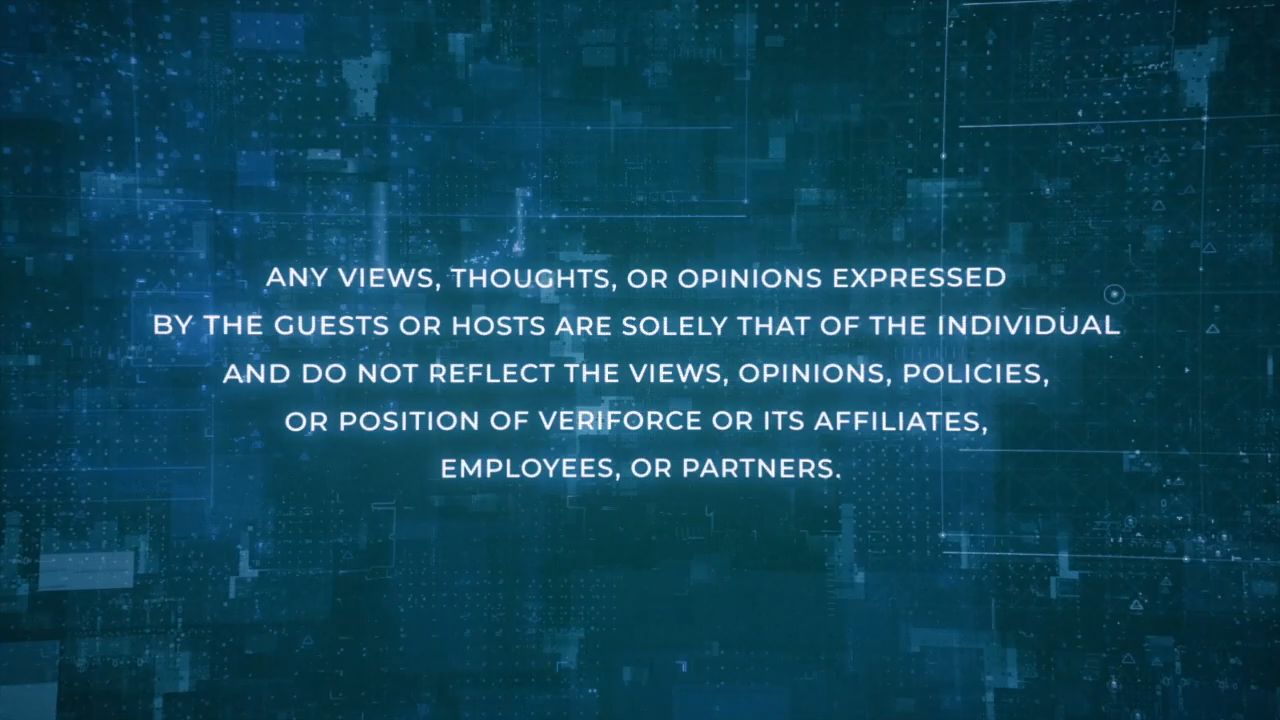 ANY VIEWS, THOUGHTS, OR OPINIONS EXPRESSED
BY THE GUESTS OR HOSTS ARE SOLELY THAT OF THE INDIVIDUAL
AND DO NOT REFLECT THE VIEWS, OPINIONS, POLICIES,
OR POSITION OF VERIFORCE OR ITS AFFILIATES,
EMPLOYEES, OR PARTNERS.